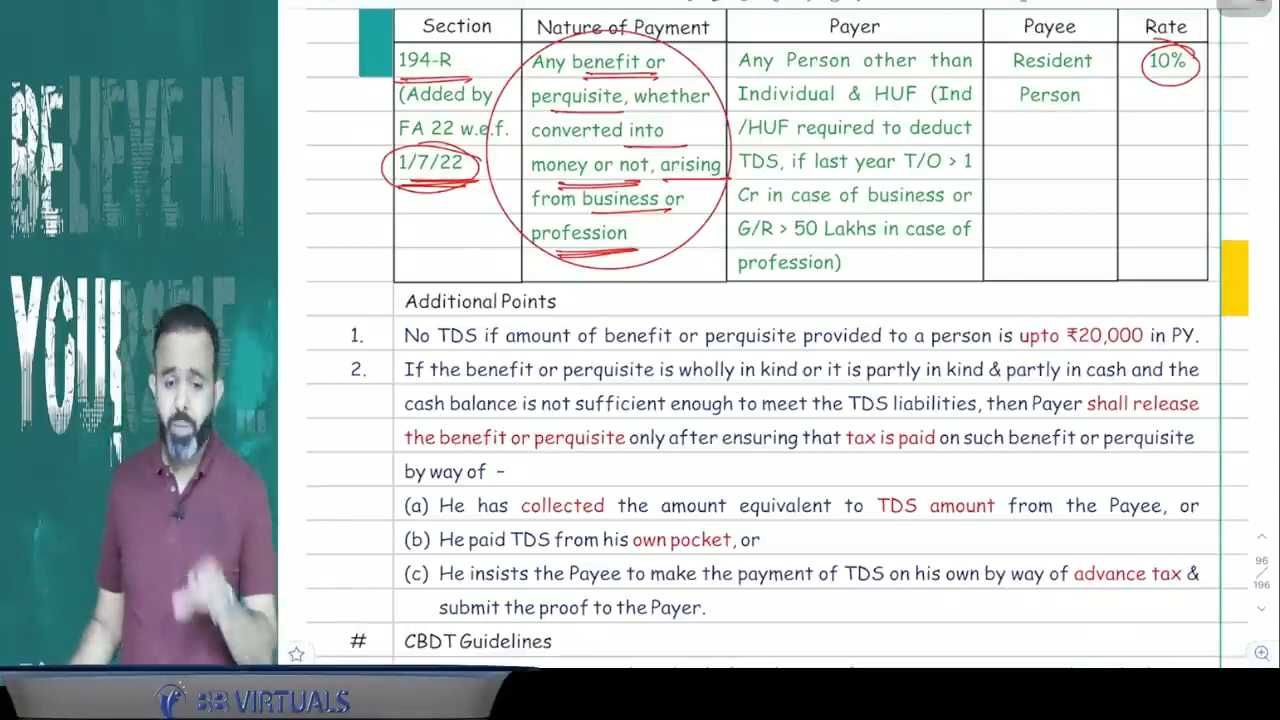 BELIEVE IN
YOURSELF
Section
Nature of Payment
Payer
Payee
Rate
194-R
(Added by
FA 22 w.e.f.
1/7/22
Any benefit or
perquisite, whether
converted into
money or not, arising
from business or
profession
Any Person other than
Individual & HUF (Ind
/HUF required to deduct
TDS, if last year T/O > 1
Cr in case of business or
G/R > 50 Lakhs in case of
profession)
Resident
Person
10%
Additional Points
1. No TDS if amount of benefit or perquisite provided to a person is upto ₹20,000 in PY.
2. If the benefit or perquisite is wholly in kind or it is partly in kind & partly in cash and the
cash balance is not sufficient enough to meet the TDS liabilities, then Payer shall release
the benefit or perquisite only after ensuring that tax is paid on such benefit or perquisite
by way of -
(a) He has collected the amount equivalent to TDS amount from the Payee, or
(b) He paid TDS from his own pocket, or
(c) He insists the Payee to make the payment of TDS on his own by way of advance tax &
submit the proof to the Payer.
# CBDT Guidelines
96
/
196
BB VIRTUALS